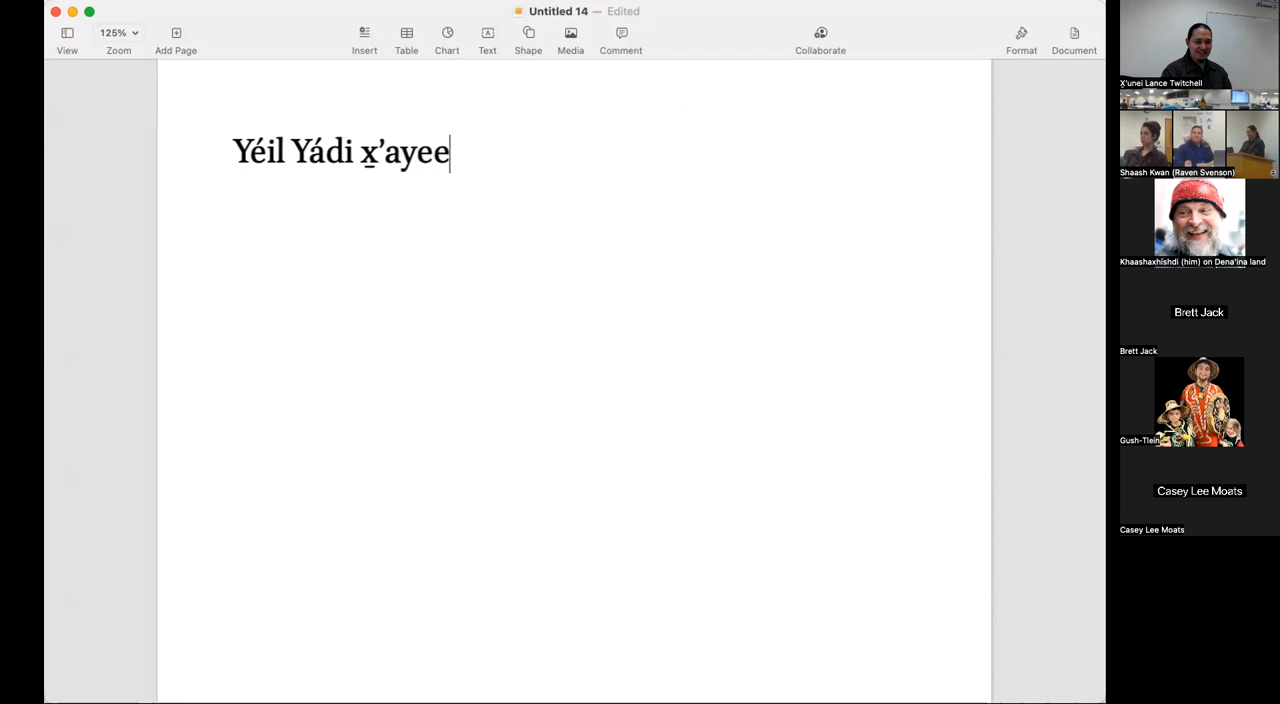 Untitled 14 — Edited
125%
View
Zoom
Add Page
Insert
Table
Chart
Text
Shape
Media
Comment
Collaborate
Format
Document
Yéil Yádi x̱’ayee
X̱'unei Lance Twitchell
Shaash Kwan (Raven Svenson)
Khaashaxhíshdi (him) on Dena'ina land
Brett Jack
Brett Jack
Gush-Tlein
Casey Lee Moats
Casey Lee Moats